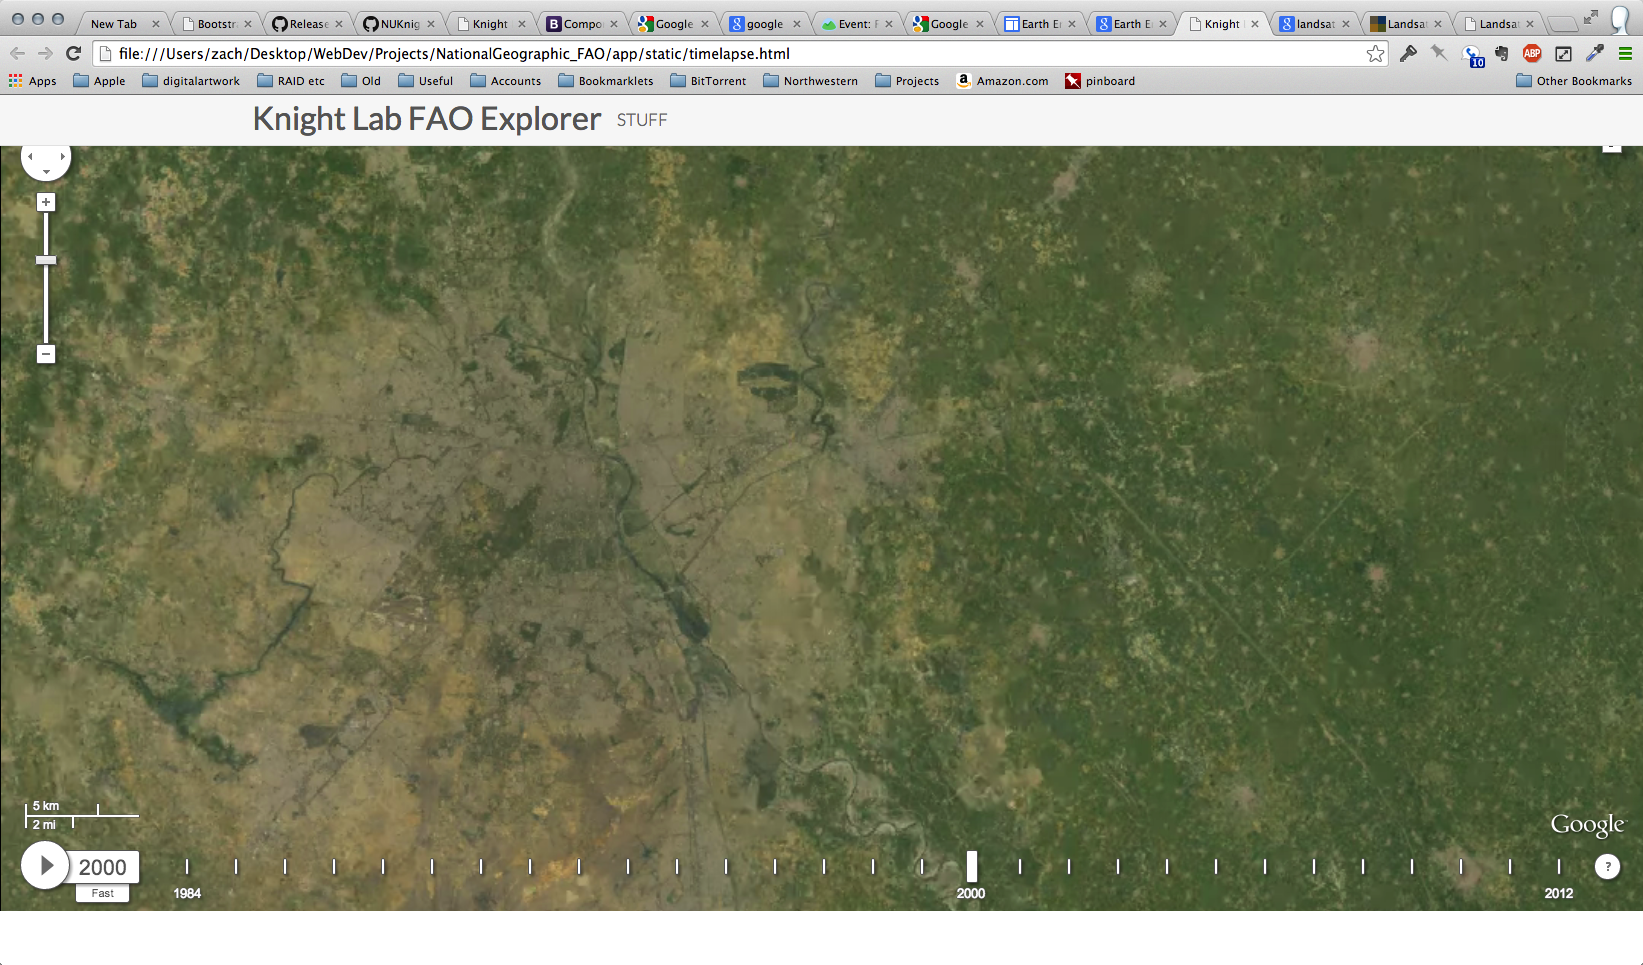 New Tab
Bootst
Release
NUKnig
Knight
Compo
Google
google
Event: F
Google
Earth E
Earth E
Knight
landsat
Landsat
Landsat
file:///Users/zach/Desktop/WebDev/Projects/NationalGeographic_FAO/app/static/timelapse.html
10
ABP
Apps
Apple
digitalartwork
RAID etc
Old
Useful
Accounts
Bookmarklets
BitTorrent
Northwestern
Projects
Amazon.com
pinboard
Other Bookmarks
Knight Lab FAO Explorer STUFF
5 km
2 mi
Google
2000
Fast
1984
2000
2012
?